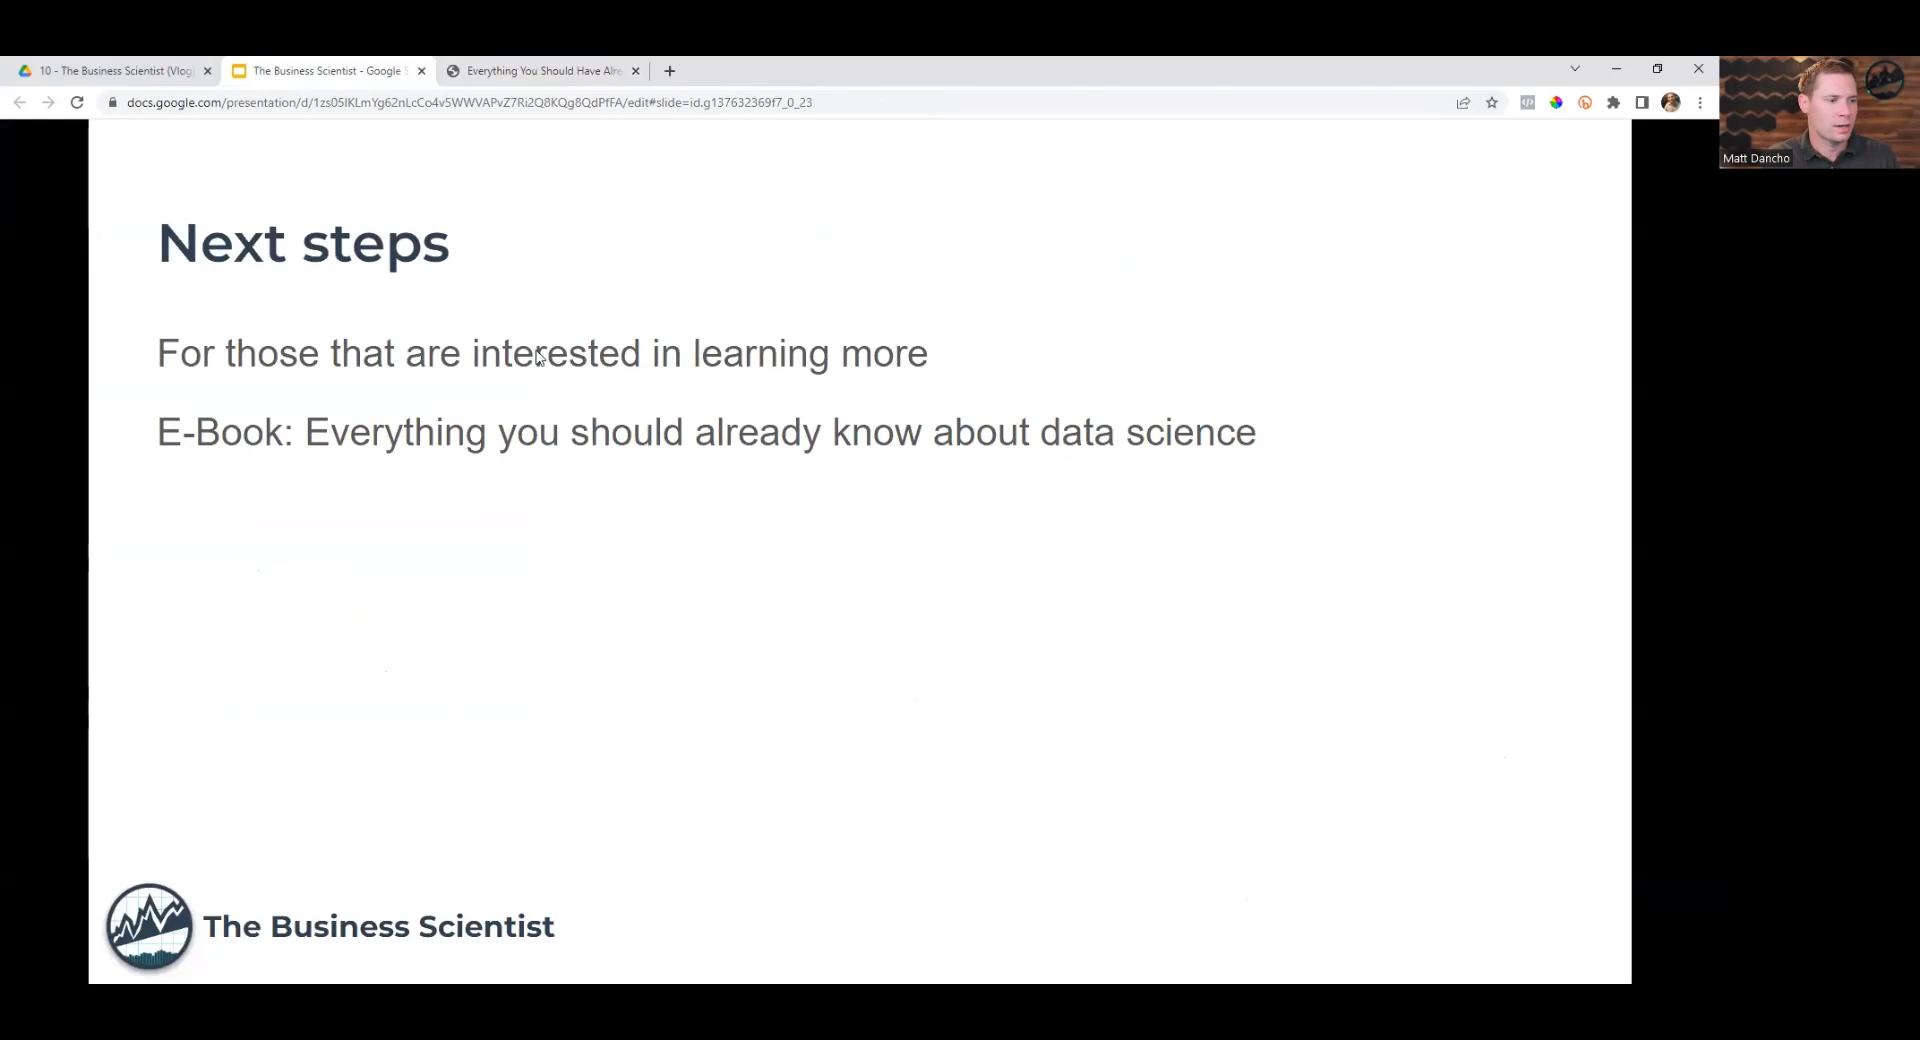 10 - The Business Scientist (Vlog)
The Business Scientist - Google S
Everything You Should Have Alre
docs.google.com/presentation/d/1zs05IKLmYg62nLcCo4v5WWVAPvZ7Ri2Q8KQg8QdPfFA/edit#slide=id.g137632369f7_0_23
Matt Dancho
Next steps
For those that are interested in learning more
E-Book: Everything you should already know about data science
The Business Scientist